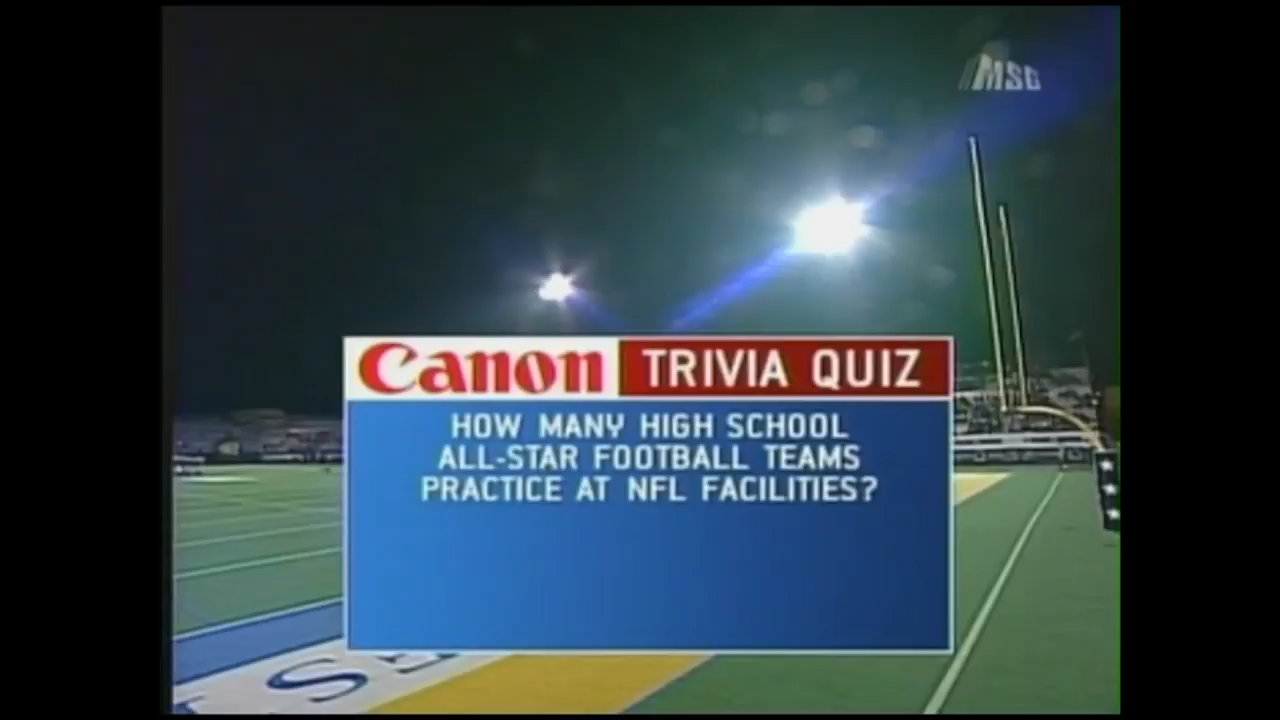 MSG
Canon TRIVIA QUIZ
HOW MANY HIGH SCHOOL
ALL-STAR FOOTBALL TEAMS
PRACTICE AT NFL FACILITIES?